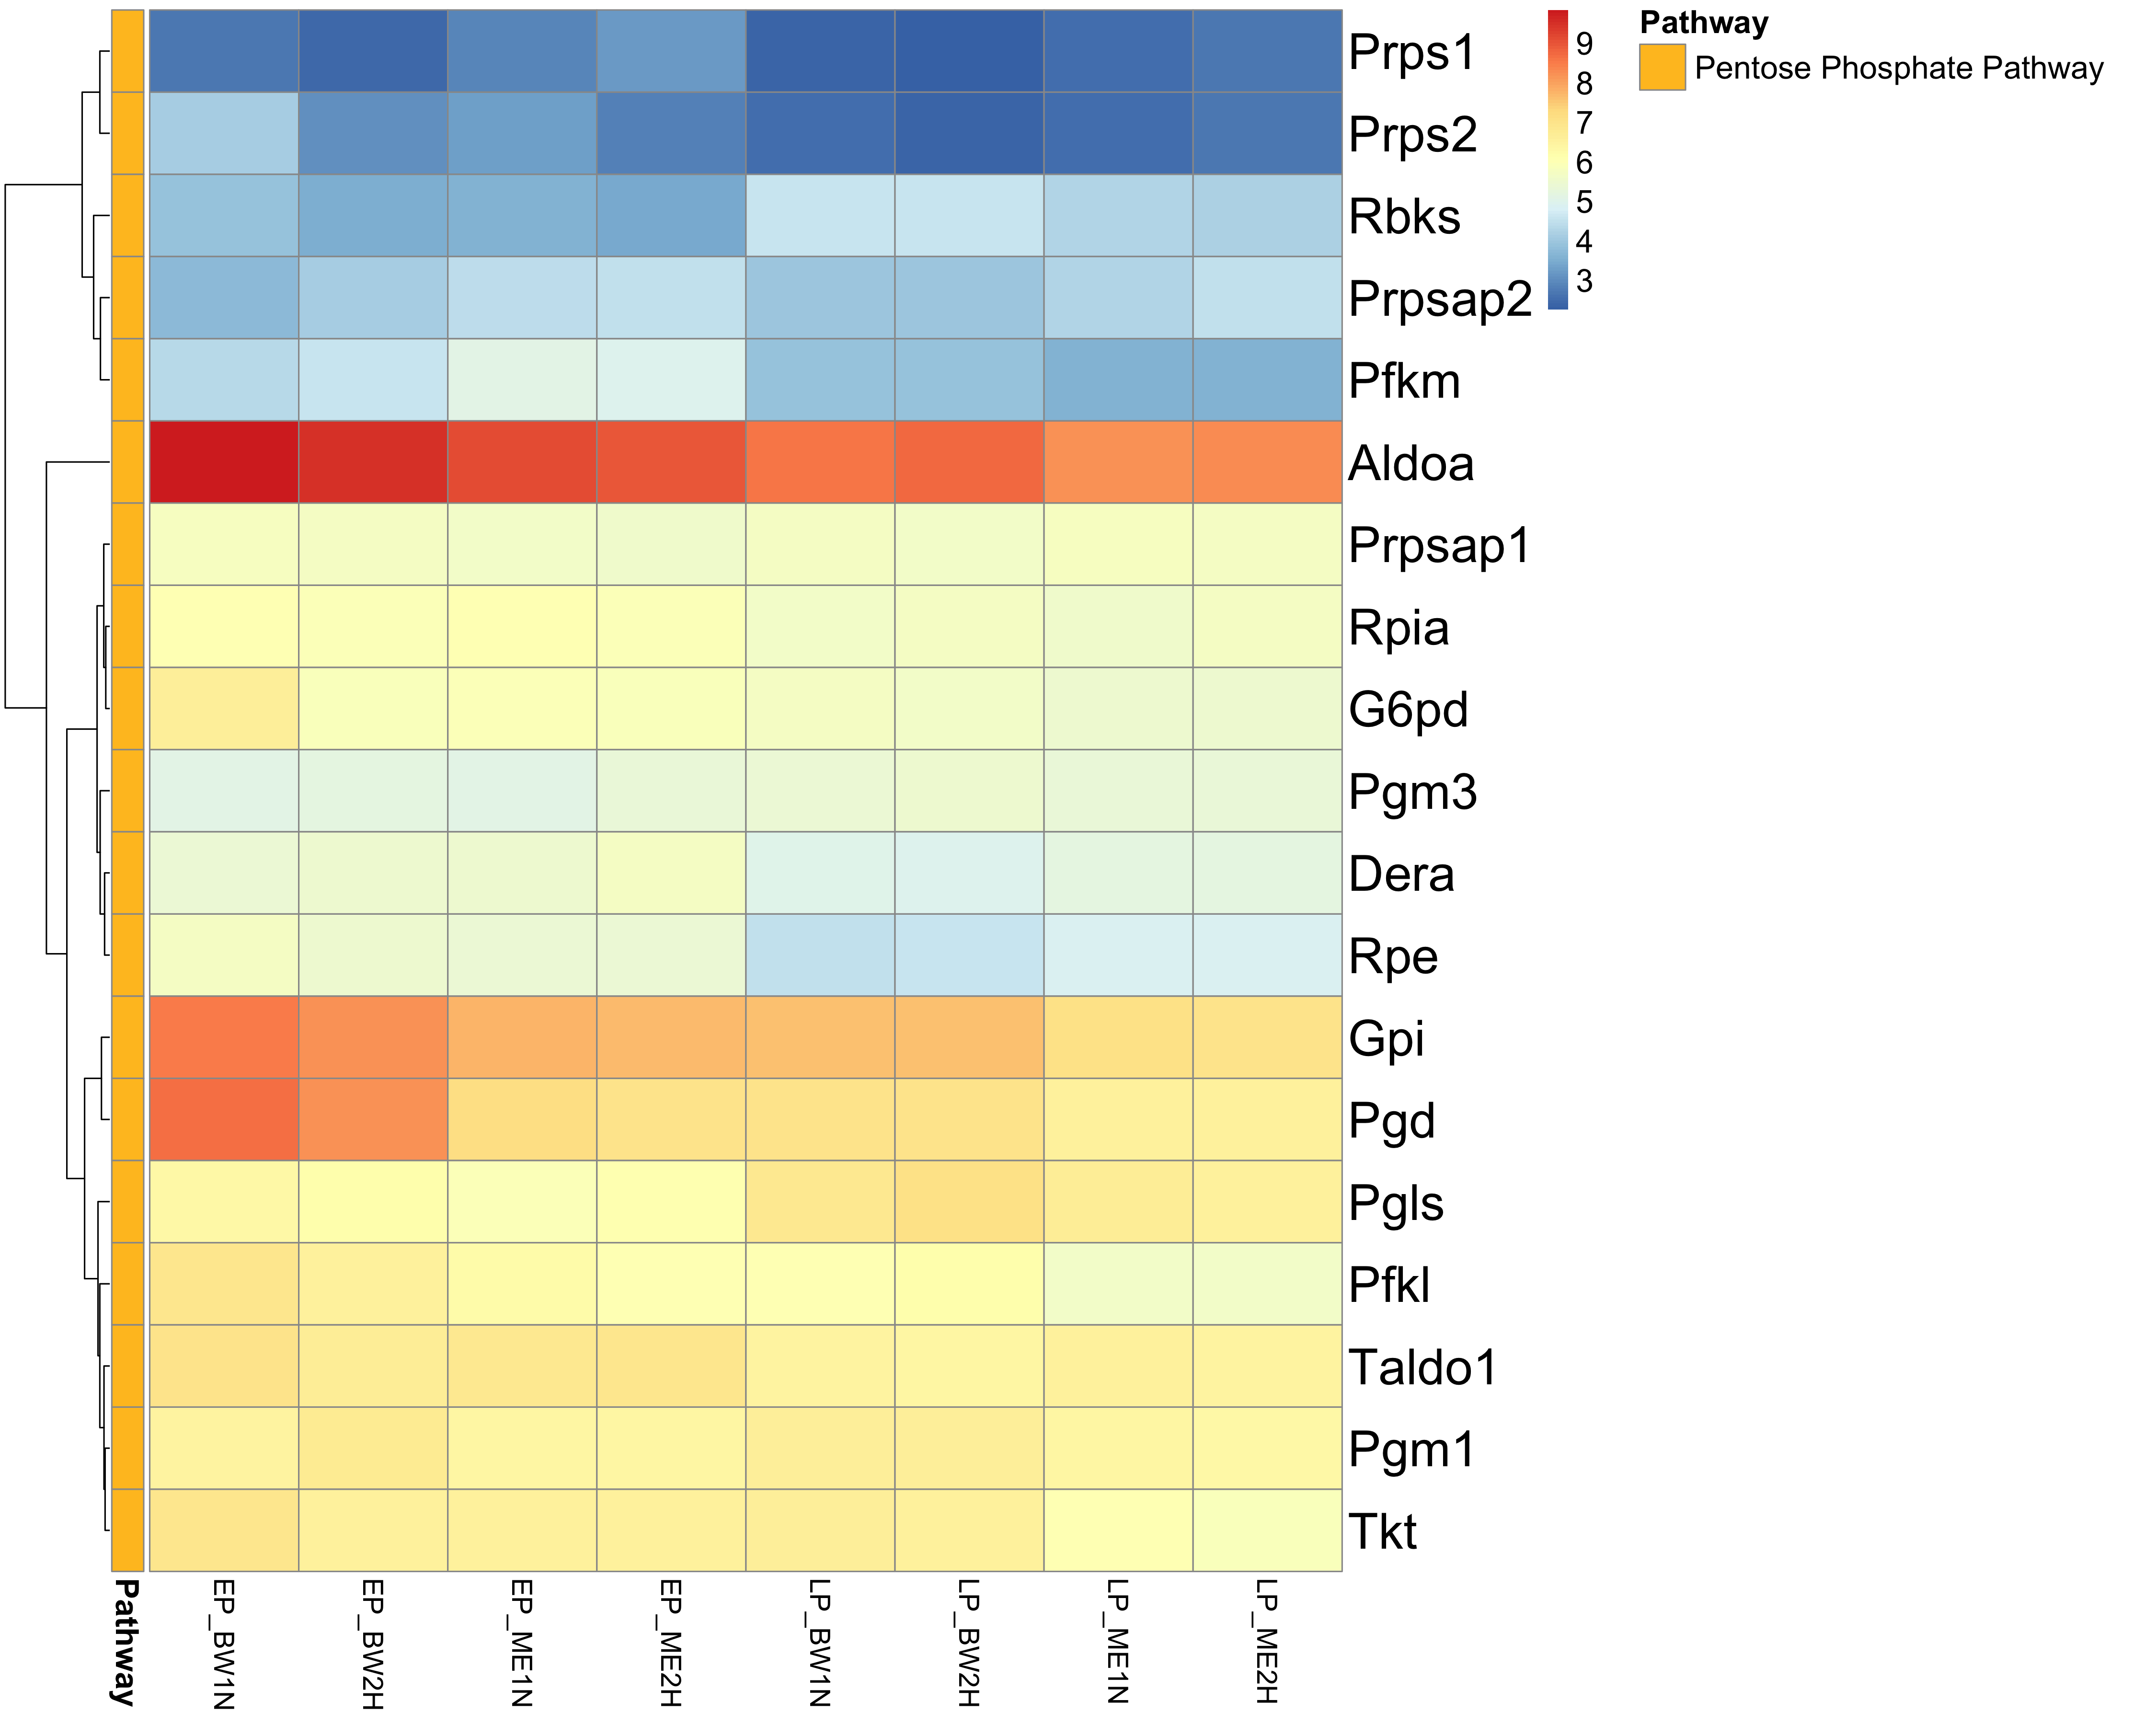 Prps1
Prps2
Rbks
Prpsap2
Pfkm
Aldoa
Prpsap1
Rpia
G6pd
Pgm3
Dera
Rpe
Gpi
Pgd
Pgls
Pfkl
Taldo1
Pgm1
Tkt
9
8
7
6
5
4
3
Pathway
Pentose Phosphate Pathway
Pathway
EP_BW1N
EP_BW2H
EP_ME1N
EP_ME2H
LP_BW1N
LP_BW2H
LP_ME1N
LP_ME2H